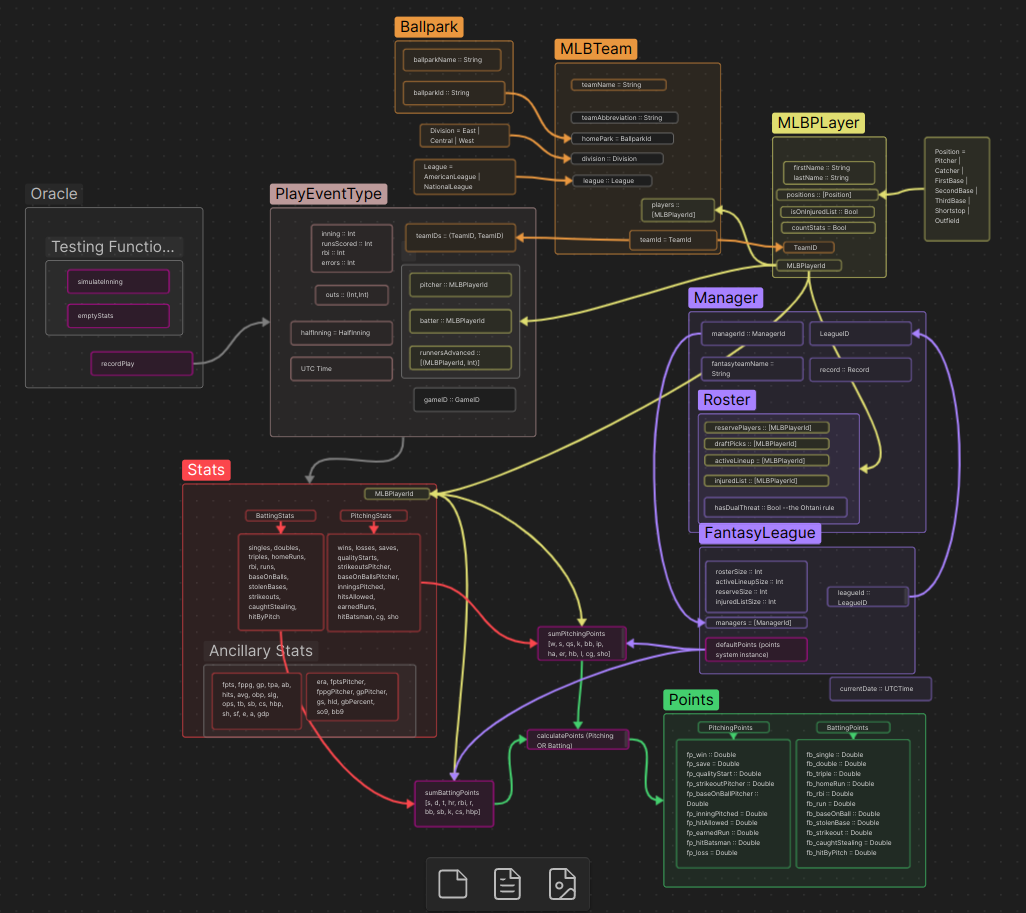 Ballpark
ballparkName :: String
ballparkId :: String
Division = East |
Central | West
League =
AmericanLeague |
NationalLeague
MLBTeam
teamName :: String
teamAbbreviation :: String
homePark :: BallparkId
division :: Division
league :: League
players ::
[MLBPlayerId]
teamId :: TeamId
MLBPLayer
firstName :: String
lastName :: String
positions :: [Position]
isOnInjuredList :: Bool
countStats :: Bool
TeamID
MLBPlayerId
Position =
Pitcher |
Catcher |
FirstBase |
SecondBase |
ThirdBase |
Shortstop |
Outfield
Oracle
Testing Functio...
simulateInning
emptyStats
recordPlay
PlayEventType
inning :: Int
runsScored :: Int
rbi :: Int
errors :: Int
outs :: (Int,Int)
halfInning :: HalfInning
UTC Time
teamIDs :: (TeamID, TeamID)
pitcher :: MLBPlayerId
batter :: MLBPlayerId
runnersAdvanced ::
[(MLBPlayerId, Int)]
gameID :: GameID
Manager
managerId :: ManagerId
LeagueID
fantasyteamName ::
String
record :: Record
Roster
reservePlayers :: [MLBPlayerId]
draftPicks :: [MLBPlayerId]
activeLineup :: [MLBPlayerId]
injuredList :: [MLBPlayerId]
hasDualThreat :: Bool --the Ohtani rule
FantasyLeague
rosterSize :: Int
activeLineupSize :: Int
reserveSize :: Int
injuredListSize :: Int
leagueId ::
LeagueID
managers :: [ManagerId]
defaultPoints (points
system instance)
currentDate :: UTCTime
Stats
MLBPlayerId
BattingStats
PitchingStats
singles, doubles,
triples, homeRuns,
rbi, runs,
baseOnBalls,
stolenBases,
strikeouts,
caughtStealing,
hitByPitch
wins, losses, saves,
qualityStarts,
strikeoutsPitcher,
baseOnBallsPitcher,
inningsPitched,
hitsAllowed,
earnedRuns,
hitBatsman, cg, sho
Ancillary Stats
fpts, fppg, gp, tpa, ab,
hits, avg, obp, slg,
ops, tb, sb, cs, hbp,
sh, sf, e, a, gdp
era, fptsPitcher,
fppgPitcher, gpPitcher,
gs, hld, gbPercent,
so9, bb9
sumPitchingPoints
[w, s, qs, k, bb, ip,
ha, er, hb, l, cg, sho]
calculatePoints (Pitching
OR Batting)
sumBattingPoints
[s, d, t, hr, rbi, r,
bb, sb, k, cs, hbp]
Points
PitchingPoints
BattingPoints
fp_win :: Double
fp_save :: Double
fp_qualityStart :: Double
fp_strikeoutPitcher :: Double
fp_baseOnBallPitcher ::
Double
fp_inningPitched :: Double
fp_hitAllowed :: Double
fp_earnedRun :: Double
fp_hitBatsman :: Double
fp_loss :: Double
fb_single :: Double
fb_double :: Double
fb_triple :: Double
fb_homeRun :: Double
fb_rbi :: Double
fb_run :: Double
fb_baseOnBall :: Double
fb_stolenBase :: Double
fb_strikeout :: Double
fb_caughtStealing :: Double
fb_hitByPitch :: Double